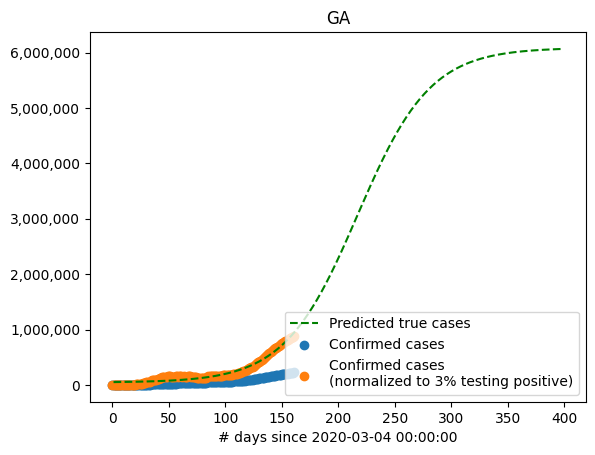 GA
6,000,000
5,000,000
4,000,000
3,000,000
2,000,000
1,000,000
0
Predicted true cases
Confirmed cases
Confirmed cases
(normalized to 3% testing positive)
0 50 100 150 200 250 300 350 400
# days since 2020-03-04 00:00:00